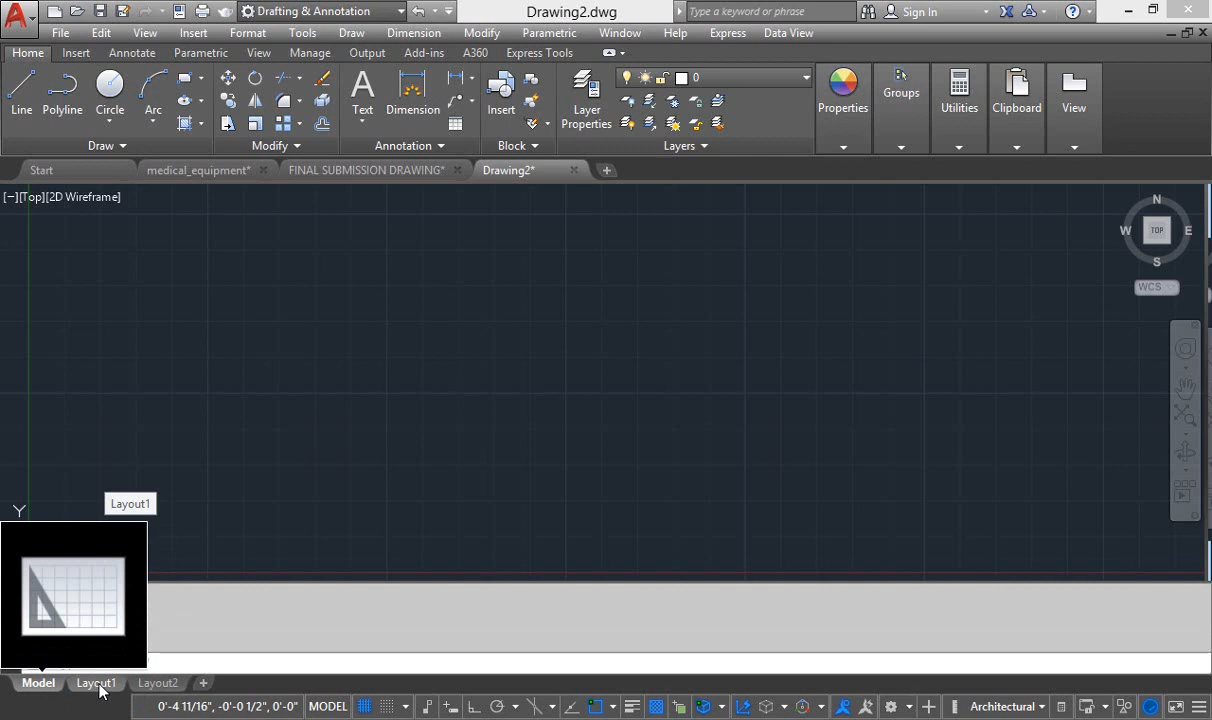 Drafting & Annotation
Drawing2.dwg
Type a keyword or phrase
Sign In
File Edit View Insert Format Tools Draw Dimension Modify Parametric Window Help Express Data View
Home Insert Annotate Parametric View Manage Output Add-ins A360 Express Tools
0
Line Polyline Circle Arc Text Dimension Insert Layer Properties Properties Groups Utilities Clipboard View
Draw Modify Annotation Block Layers
Start medical_equipment* FINAL SUBMISSION DRAWING* Drawing2*
[−][Top][2D Wireframe]
N
W TOP E
S
WCS
Layout1
Y
Model Layout1 Layout2
0'-4 11/16", -0'-0 1/2", 0'-0" MODEL Architectural